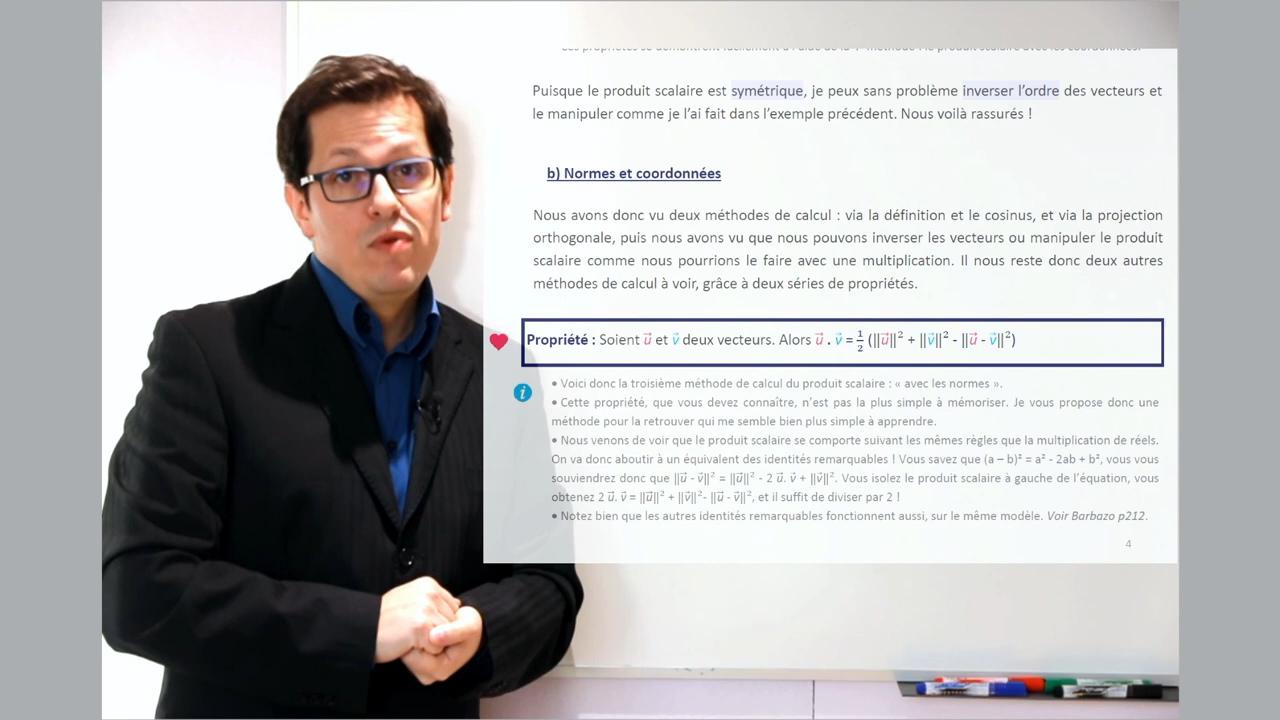 Puisque le produit scalaire est symétrique, je peux sans problème inverser l’ordre des vecteurs et
le manipuler comme je l’ai fait dans l’exemple précédent. Nous voilà rassurés !
b) Normes et coordonnées
Nous avons donc vu deux méthodes de calcul : via la définition et le cosinus, et via la projection
orthogonale, puis nous avons vu que nous pouvons inverser les vecteurs ou manipuler le produit
scalaire comme nous pourrions le faire avec une multiplication. Il nous reste donc deux autres
méthodes de calcul à voir, grâce à deux séries de propriétés.
Propriété : Soient u⃗ et v⃗ deux vecteurs. Alors u⃗ . v⃗ = 1/2 (||u⃗||² + ||v⃗||² - ||u⃗ - v⃗||²)
i
• Voici donc la troisième méthode de calcul du produit scalaire : « avec les normes ».
• Cette propriété, que vous devez connaître, n’est pas la plus simple à mémoriser. Je vous propose donc une
méthode pour la retrouver qui me semble bien plus simple à apprendre.
• Nous venons de voir que le produit scalaire se comporte suivant les mêmes règles que la multiplication de réels.
On va donc aboutir à un équivalent des identités remarquables ! Vous savez que (a – b)² = a² - 2ab + b², vous vous
souviendrez donc que ||u⃗ - v⃗||² = ||u⃗||² - 2 u⃗. v⃗ + ||v⃗||². Vous isolez le produit scalaire à gauche de l’équation, vous
obtenez 2 u⃗. v⃗ = ||u⃗||² + ||v⃗||²- ||u⃗ - v⃗||², et il suffit de diviser par 2 !
• Notez bien que les autres identités remarquables fonctionnent aussi, sur le même modèle. Voir Barbazo p212.
4